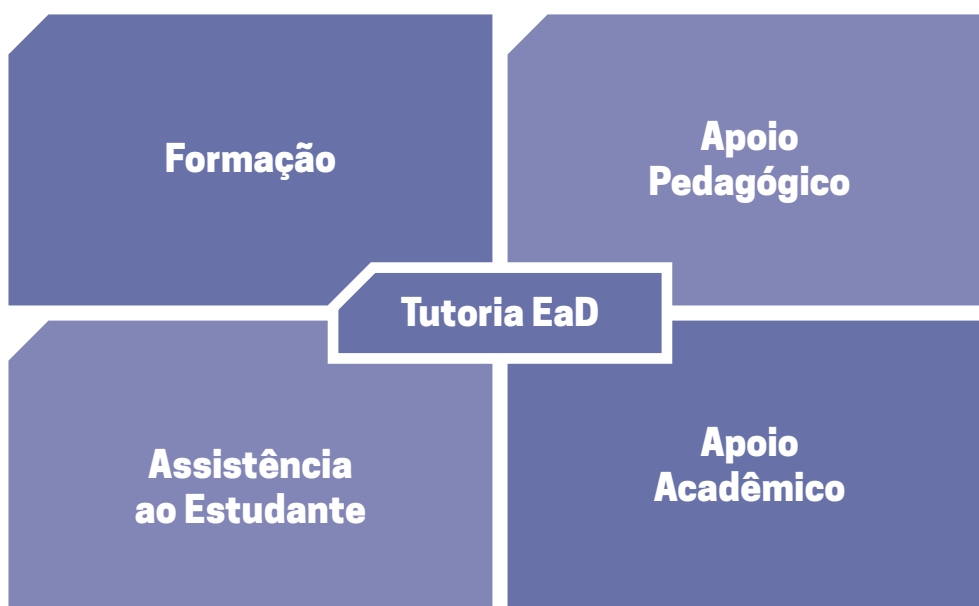 Formação
Apoio
Pedagógico
Tutoria EaD
Assistência
ao Estudante
Apoio
Acadêmico